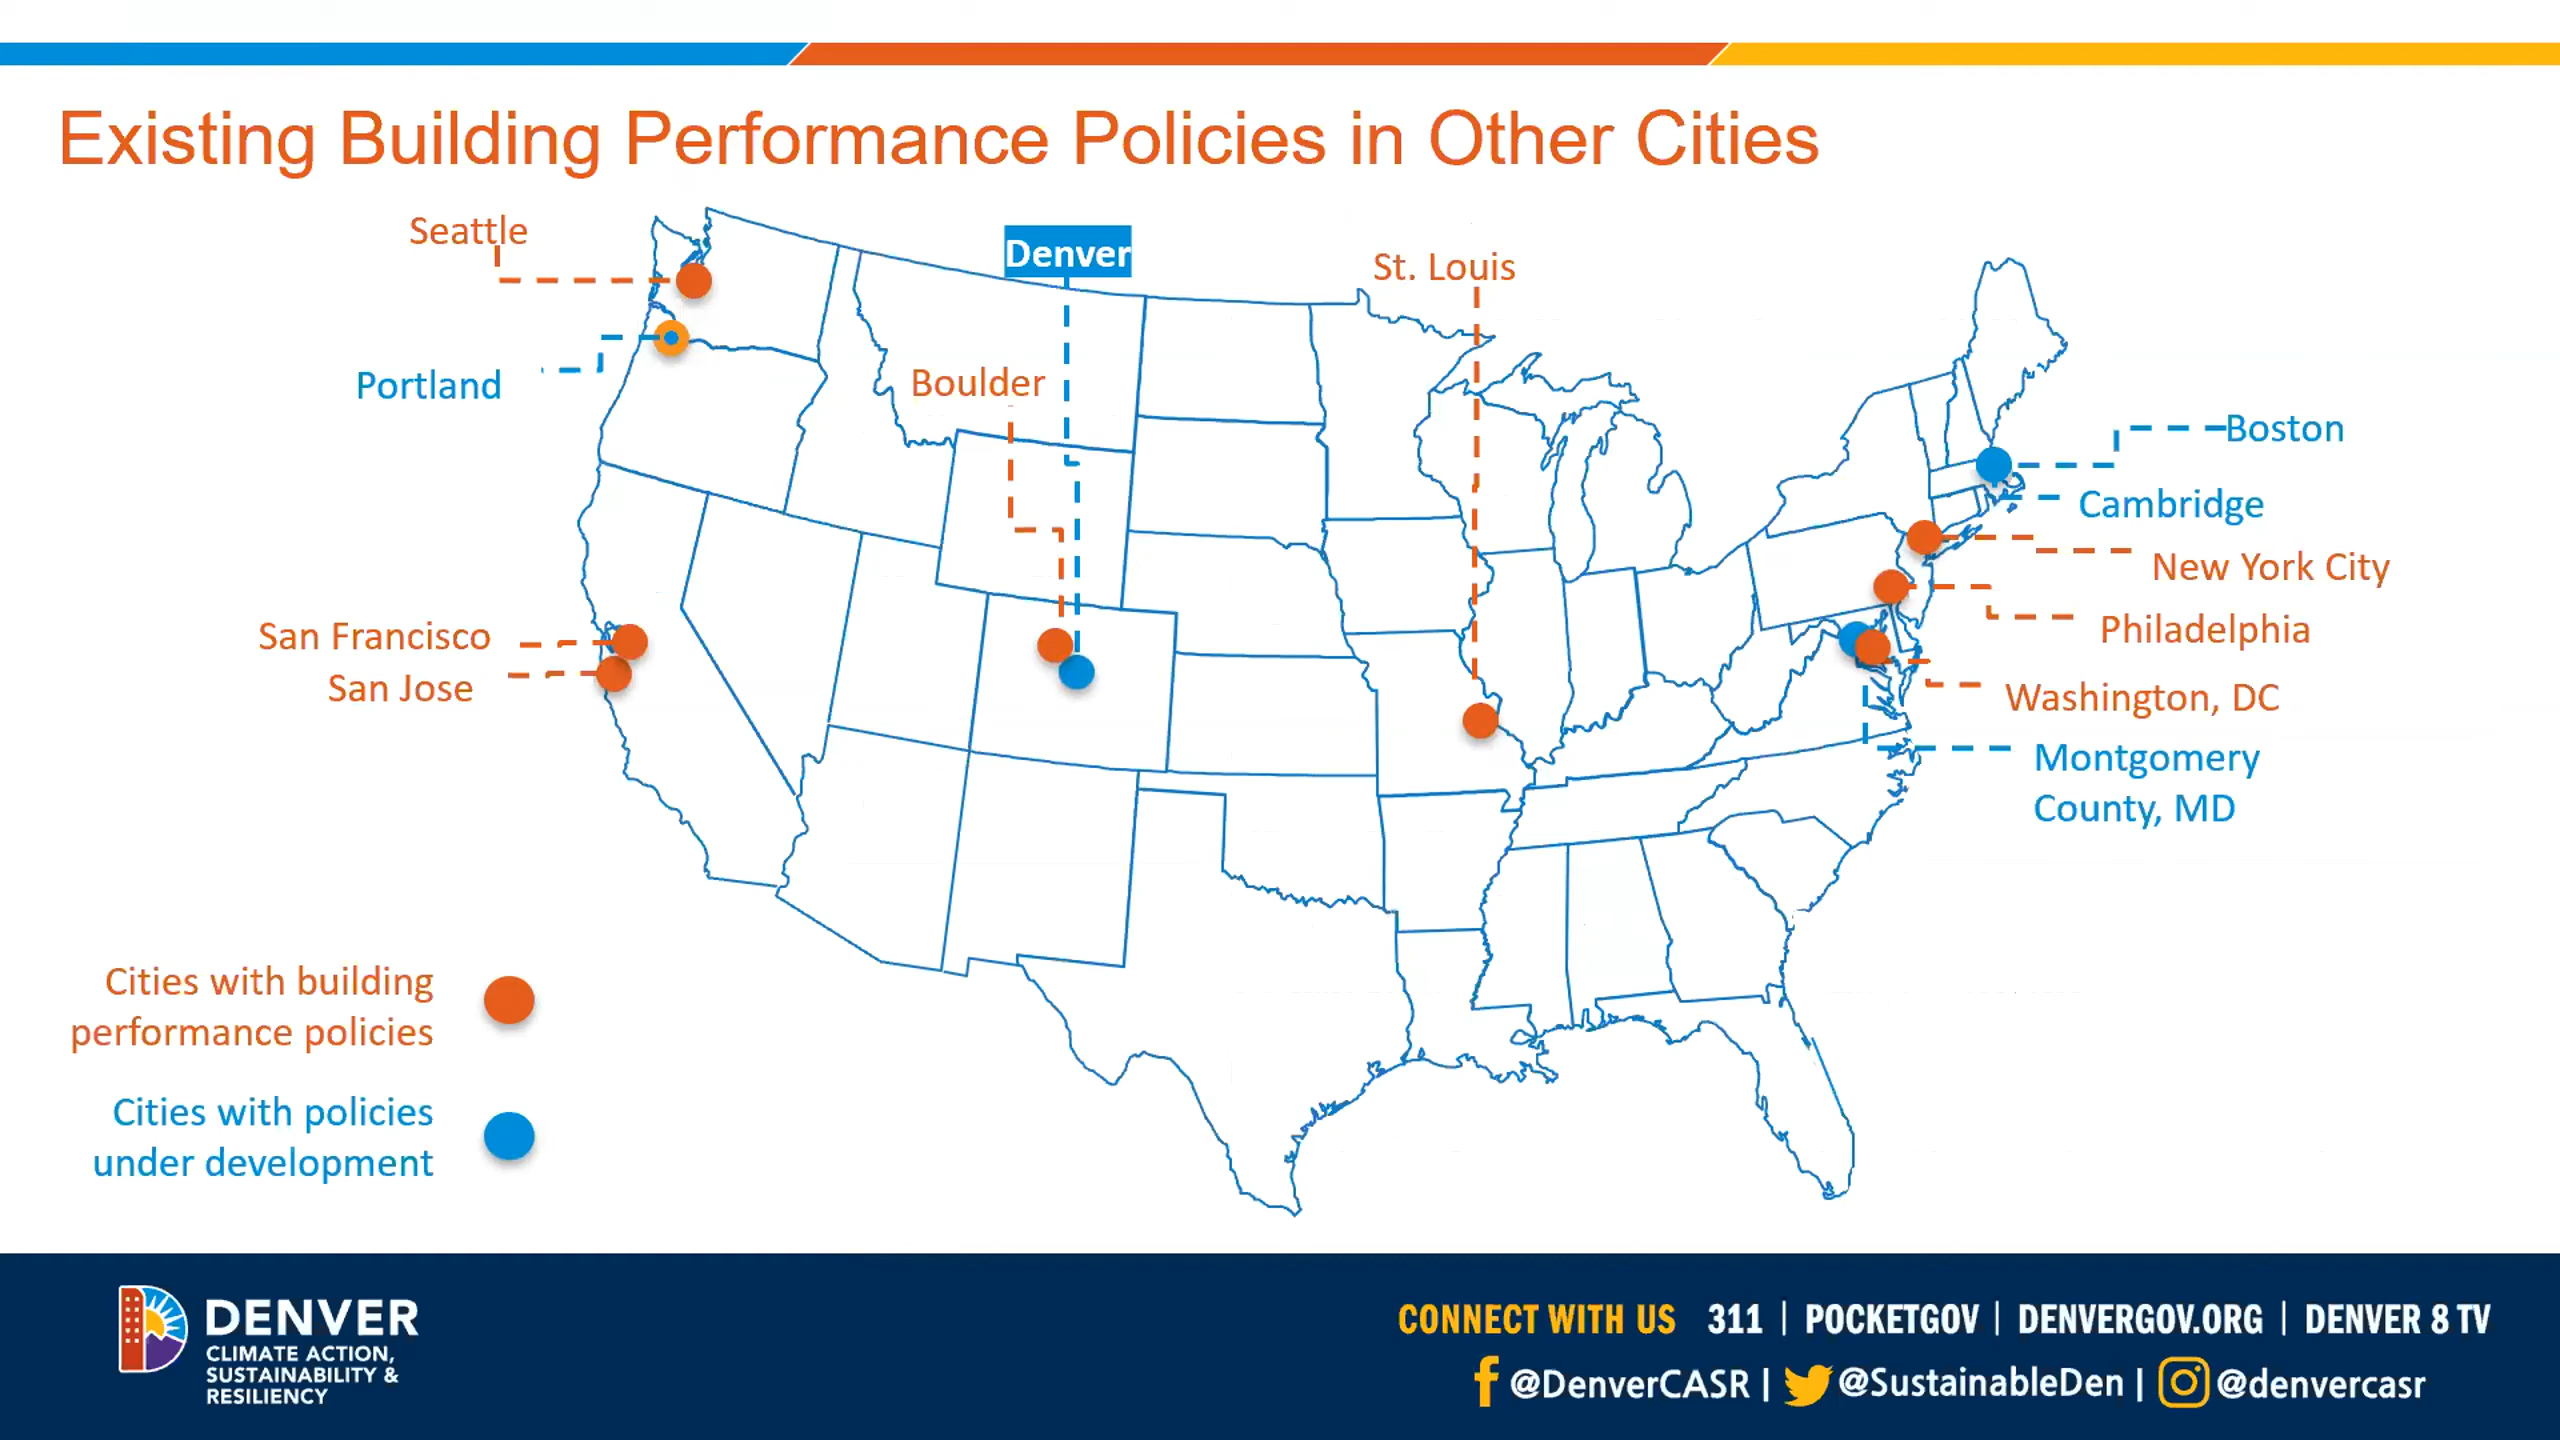 Existing Building Performance Policies in Other Cities
Seattle
Denver
St. Louis
Portland
Boulder
Boston
Cambridge
New York City
San Francisco
Philadelphia
San Jose
Washington, DC
Montgomery
County, MD
Cities with building
performance policies
Cities with policies
under development
DENVER
CLIMATE ACTION,
SUSTAINABILITY &
RESILIENCY
CONNECT WITH US 311 | POCKETGOV | DENVERGOV.ORG | DENVER 8 TV
@DenverCASR | @SustainableDen | @denvercasr